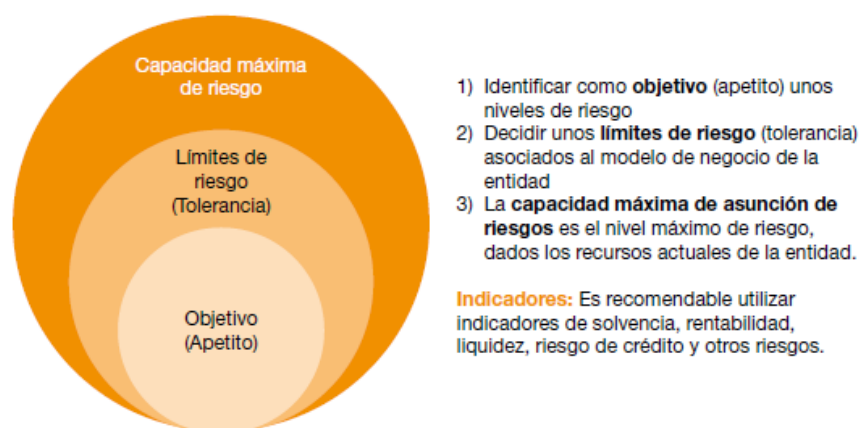 Capacidad máxima
de riesgo
Límites de
riesgo
(Tolerancia)
Objetivo
(Apetito)
1) Identificar como objetivo (apetito) unos
niveles de riesgo
2) Decidir unos límites de riesgo (tolerancia)
asociados al modelo de negocio de la
entidad
3) La capacidad máxima de asunción de
riesgos es el nivel máximo de riesgo,
dados los recursos actuales de la entidad.
Indicadores: Es recomendable utilizar
indicadores de solvencia, rentabilidad,
liquidez, riesgo de crédito y otros riesgos.